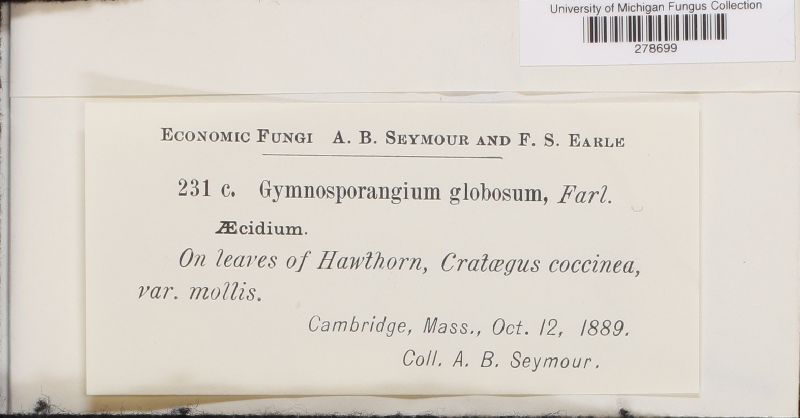 University of Michigan Fungus Collection
278699
Economic Fungi A. B. Seymour and F. S. Earle
231 c. Gymnosporangium globosum, Farl.
Æcidium.
On leaves of Hawthorn, Cratægus coccinea,
var. mollis.
Cambridge, Mass., Oct. 12, 1889.
Coll. A. B. Seymour.